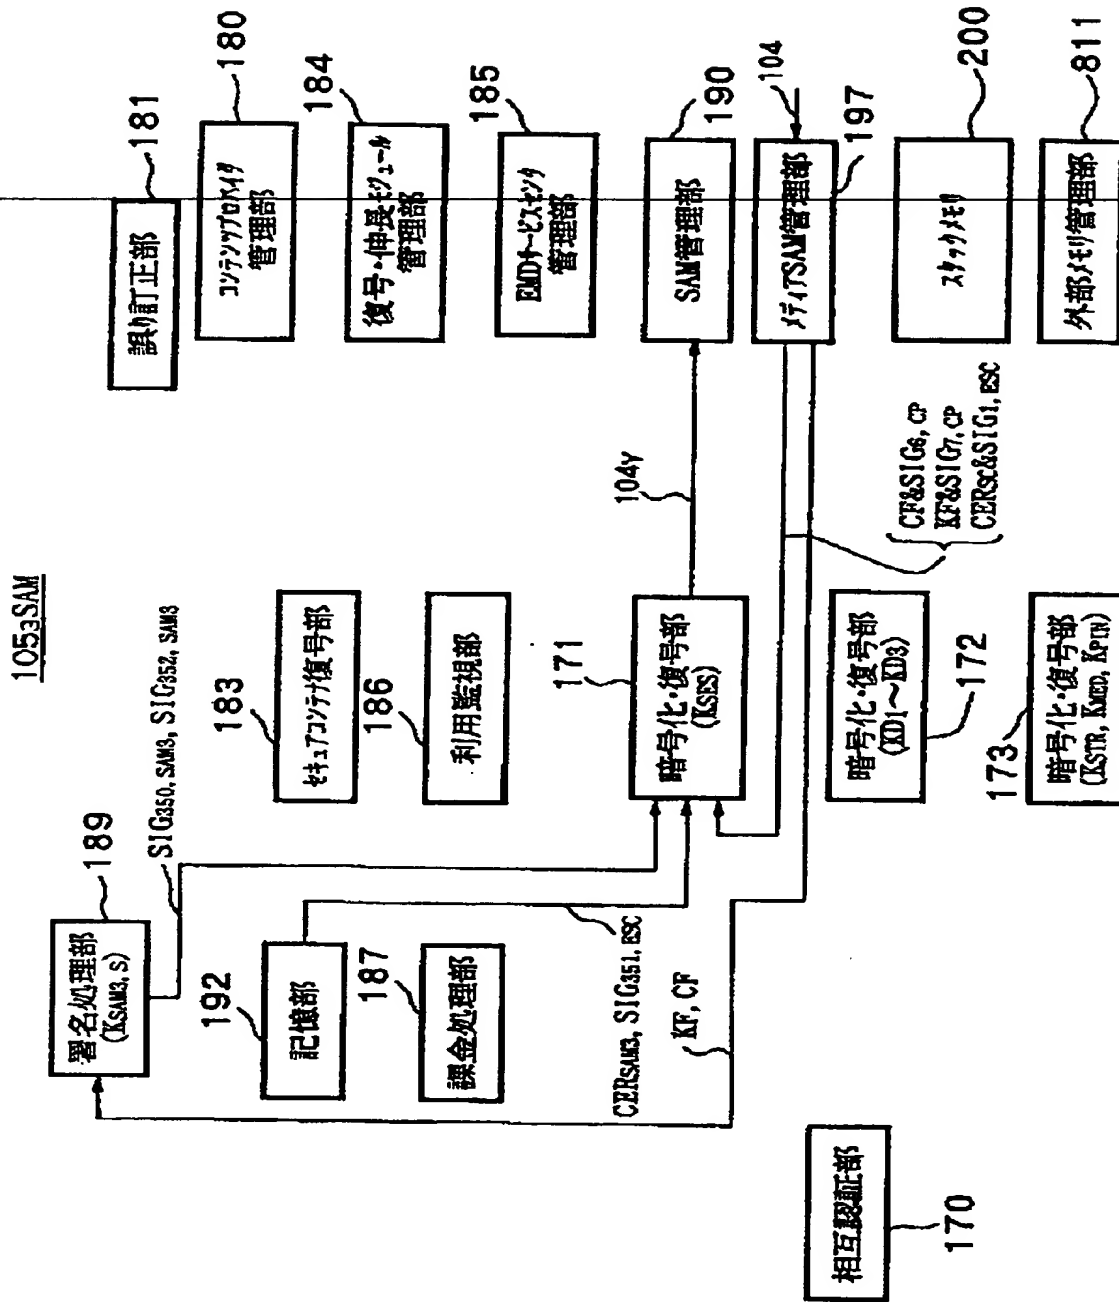 105₃SAM
誤り訂正部
181
コンテンツプロバイダ
管理部
180
復号・伸長モジュール
管理部
184
EMDサービスセンタ
管理部
185
SAM管理部
190
メディアSAM管理部
104
197
スタックメモリ
200
外部メモリ管理部
811
セキュアコンテナ復号部
183
利用監視部
186
暗号化・復号部
(KSES)
171
104Y
CF&SIG6, CP
KF&SIG7, CP
CERSC&SIG1, ESC
暗号化・復号部
(KD1～KD3)
172
暗号化・復号部
(KSTR, KMED, KPIN)
173
署名処理部
(KSAM3, S)
189
SIG350, SAM3, SIG352, SAM3
記憶部
192
課金処理部
187
CERSAM3, SIG351, ESC
KF, CF
相互認証部
170